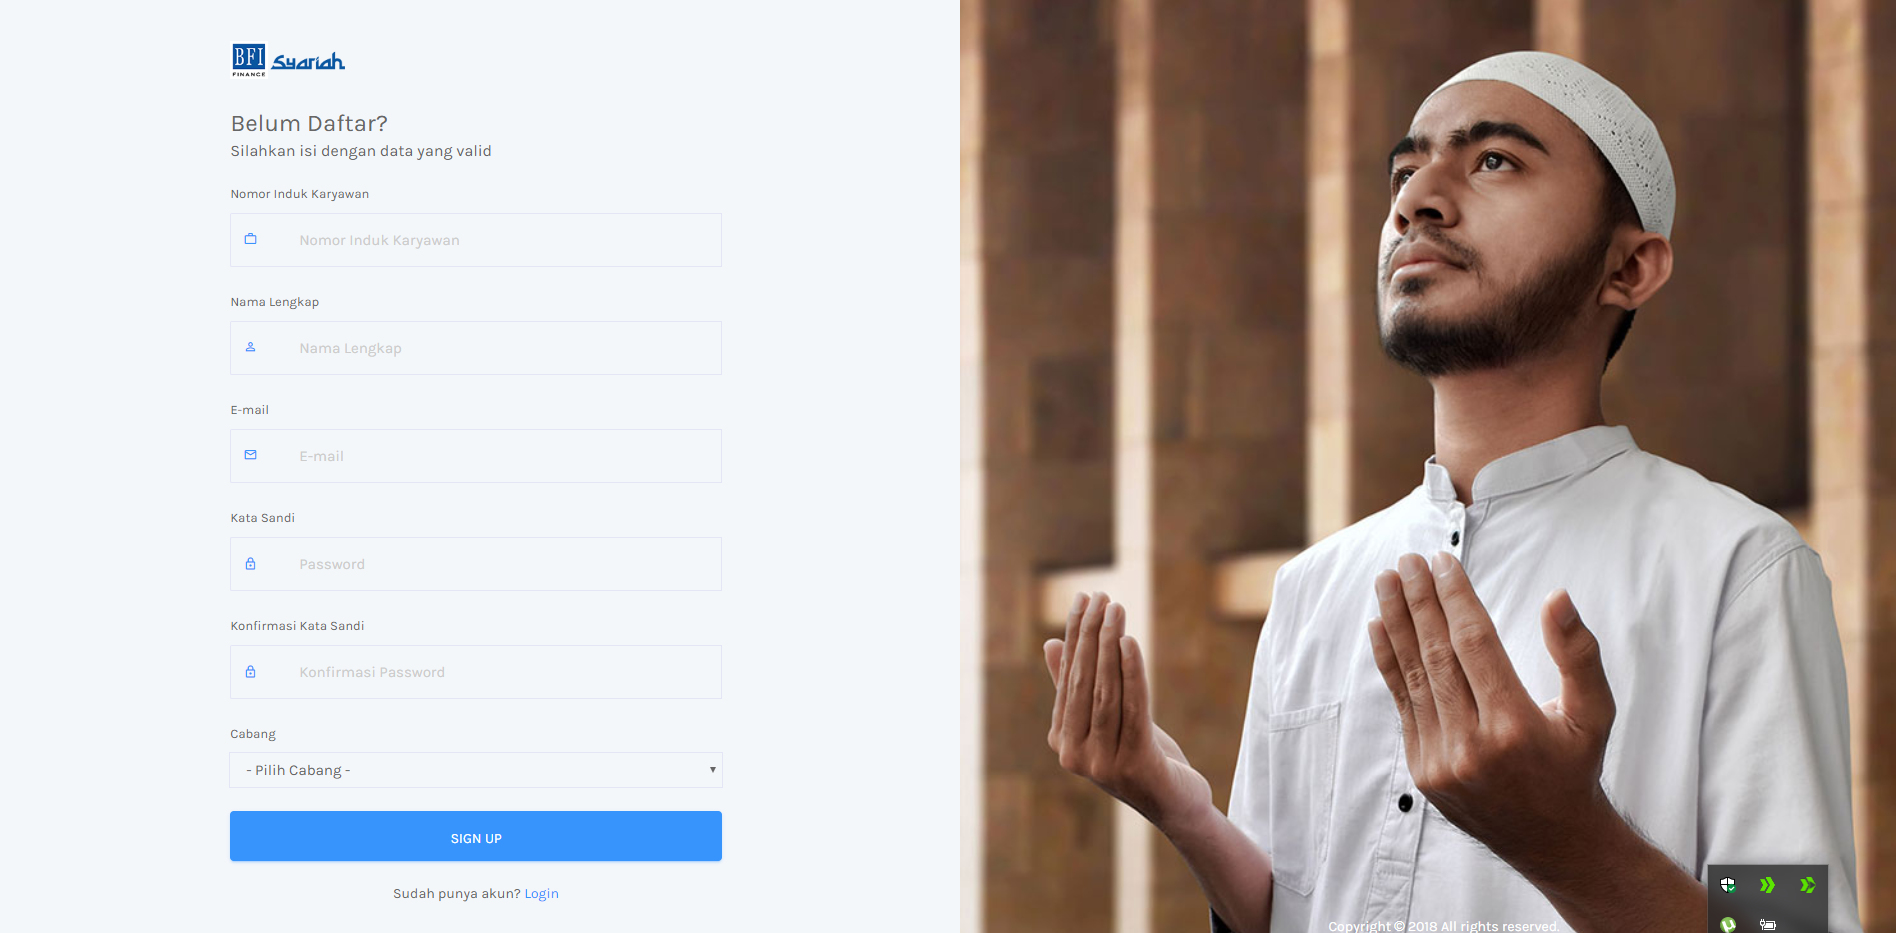 BFI
FINANCE
Syariah
Belum Daftar?
Silahkan isi dengan data yang valid
Nomor Induk Karyawan
Nomor Induk Karyawan
Nama Lengkap
Nama Lengkap
E-mail
E-mail
Kata Sandi
Password
Konfirmasi Kata Sandi
Konfirmasi Password
Cabang
- Pilih Cabang -
SIGN UP
Sudah punya akun? Login
Copyright © 2018 All rights reserved.